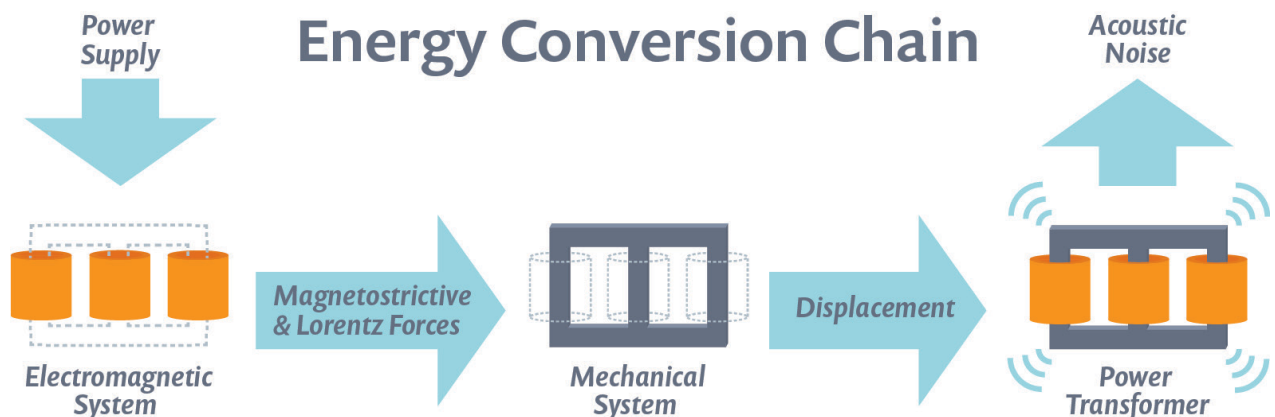 Power
Supply
Energy Conversion Chain
Acoustic
Noise
Magnetostrictive
& Lorentz Forces
Displacement
Electromagnetic
System
Mechanical
System
Power
Transformer